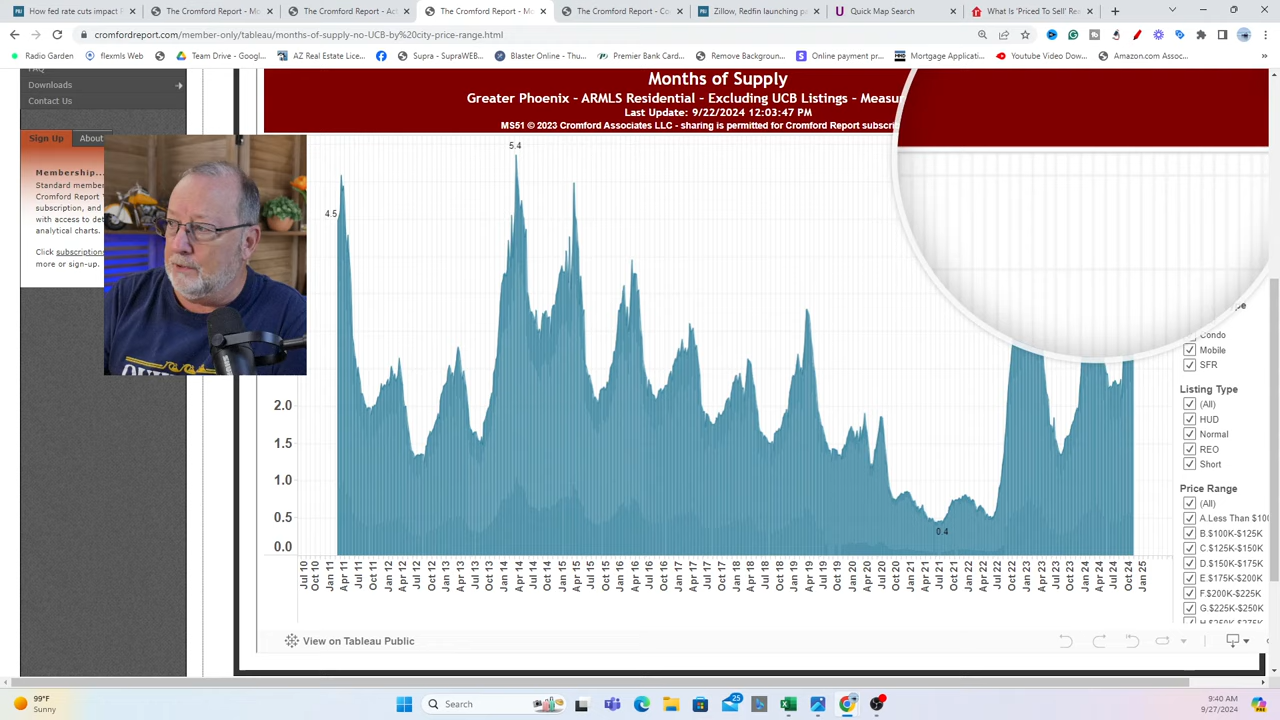 How fed rate cuts impact
The Cromford Report - Mo
The Cromford Report - Act
The Cromford Report - Mo
The Cromford Report - Co
Zillow, Redfin launching pe
Quick Map Search
What Is 'Priced To Sell' Rea
cromfordreport.com/member-only/tableau/months-of-supply-no-UCB-by%20city-price-range.html
Radio Garden
flexmls Web
Team Drive - Googl...
AZ Real Estate Lice...
Supra - SupraWEB...
Blaster Online - Thu...
Premier Bank Card...
Remove Backgroun...
Online payment pr...
Mortgage Applicati...
Youtube Video Dow...
Amazon.com Assoc...
FAQ
Downloads
Contact Us
Sign Up
About
Membership...
Standard mem
Cromford Report
subscription, and
with access to de
analytical charts.
Click subscriptions
more or sign-up.
Months of Supply
Greater Phoenix - ARMLS Residential - Excluding UCB Listings - Measu
Last Update: 9/22/2024 12:03:47 PM
MS51 © 2023 Cromford Associates LLC - sharing is permitted for Cromford Report subscri
5.4
4.5
2.0
1.5
1.0
0.5
0.0
0.4
Jul 10
Oct 10
Jan 11
Apr 11
Jul 11
Oct 11
Jan 12
Apr 12
Jul 12
Oct 12
Jan 13
Apr 13
Jul 13
Oct 13
Jan 14
Apr 14
Jul 14
Oct 14
Jan 15
Apr 15
Jul 15
Oct 15
Jan 16
Apr 16
Jul 16
Oct 16
Jan 17
Apr 17
Jul 17
Oct 17
Jan 18
Apr 18
Jul 18
Oct 18
Jan 19
Apr 19
Jul 19
Oct 19
Jan 20
Apr 20
Jul 20
Oct 20
Jan 21
Apr 21
Jul 21
Oct 21
Jan 22
Apr 22
Jul 22
Oct 22
Jan 23
Apr 23
Jul 23
Oct 23
Jan 24
Apr 24
Jul 24
Oct 24
Jan 25
Condo
Mobile
SFR
Listing Type
(All)
HUD
Normal
REO
Short
Price Range
(All)
A.Less Than $100
B.$100K-$125K
C.$125K-$150K
D.$150K-$175K
E.$175K-$200K
F.$200K-$225K
G.$225K-$250K
H.$250K-$275K
View on Tableau Public
99°F
Sunny
Search
25
9:40 AM
9/27/2024